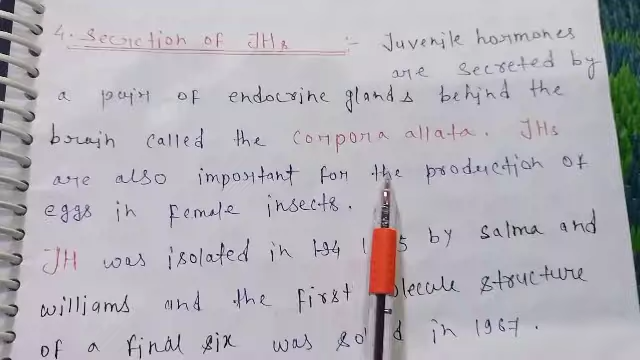 4. Secretion of JHs :- Juvenile hormones
are secreted by
a pair of endocrine glands behind the
brain called the Corpora allata. JHs
are also important for the production of
eggs in female insects.
JH was isolated in by Salma and
williams and the first structure
of a final six was in 1967.